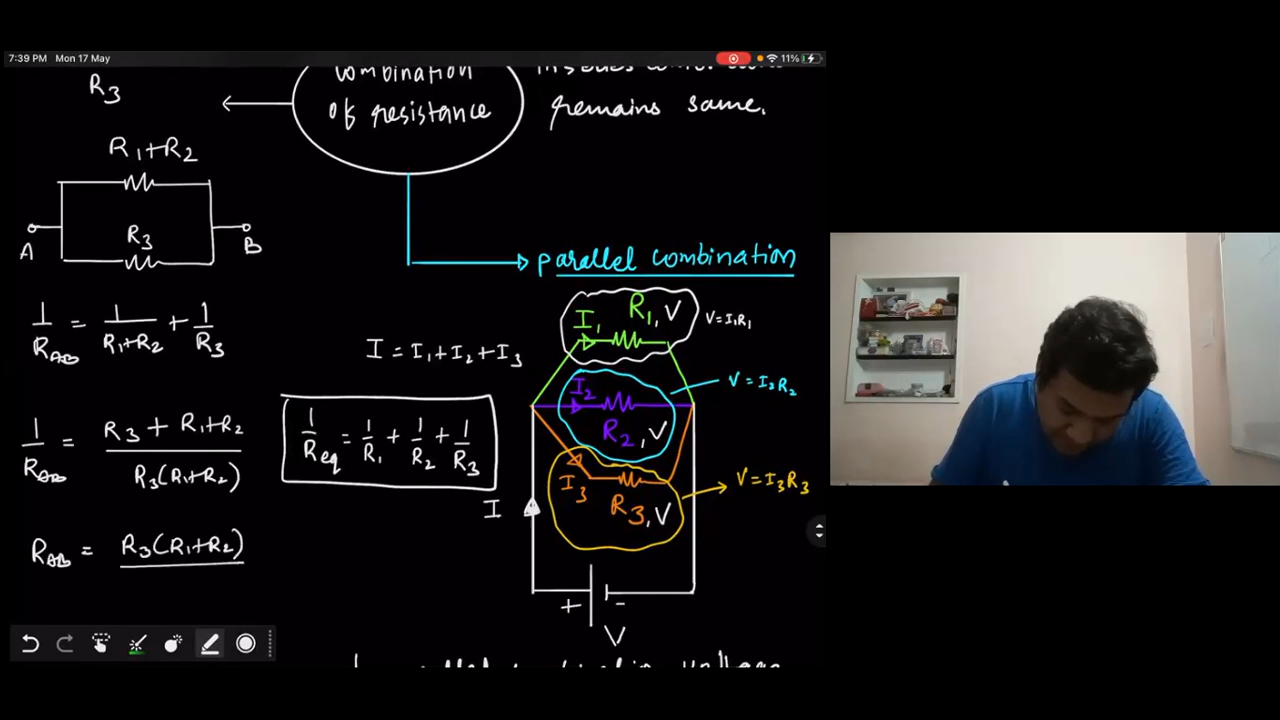 7:39 PM Mon 17 May
11%
R3
combination
of resistance
remains same.
R1+R2
R3
A
B
parallel combination
1/RAB = 1/(R1+R2) + 1/R3
I = I1+I2+I3
I1
R1, V
V=I1R1
I2
R2, V
V=I2R2
1/RAB = (R3 + R1+R2)/(R3(R1+R2))
1/Req = 1/R1 + 1/R2 + 1/R3
I3
R3, V
V=I3R3
I
RAB = R3(R1+R2)
+
-
V
parallel combination voltage